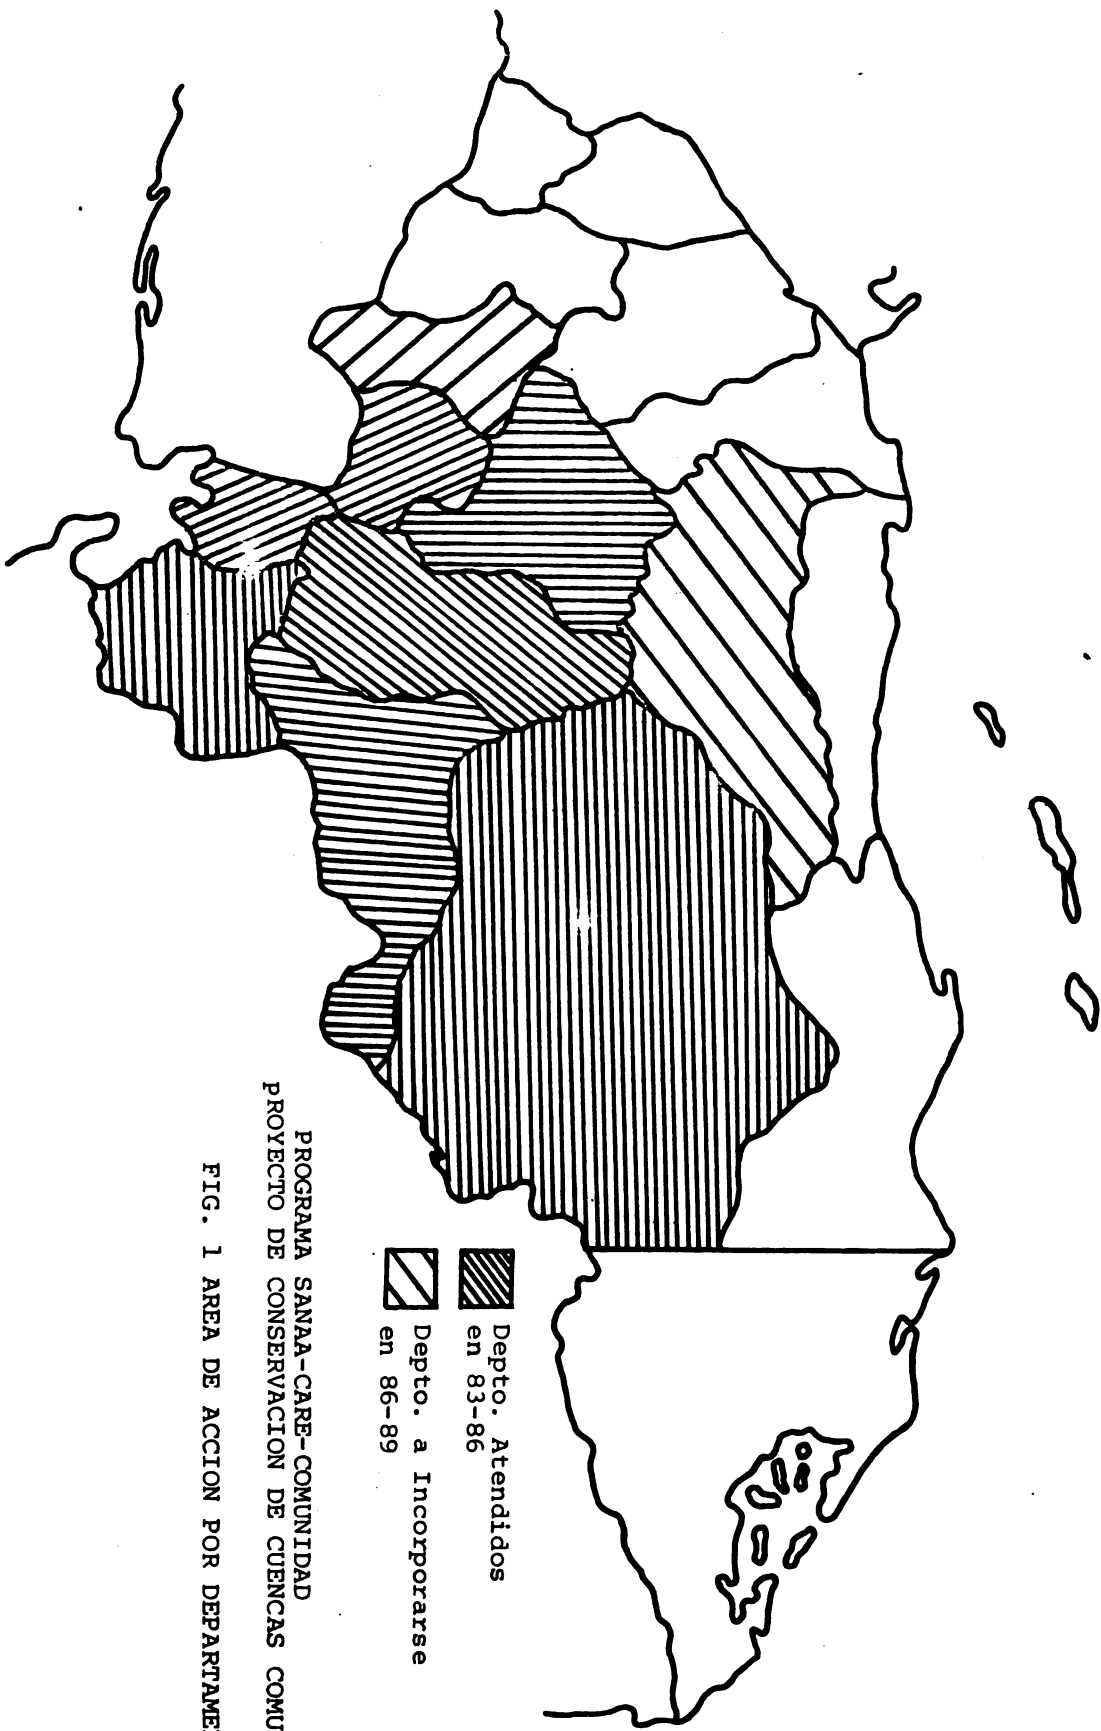 Depto. Atendidos
en 83-86
Depto. a Incorporarse
en 86-89
PROGRAMA SANAA-CARE-COMUNIDAD
PROYECTO DE CONSERVACION DE CUENCAS COMU
FIG. 1 AREA DE ACCION POR DEPARTAME